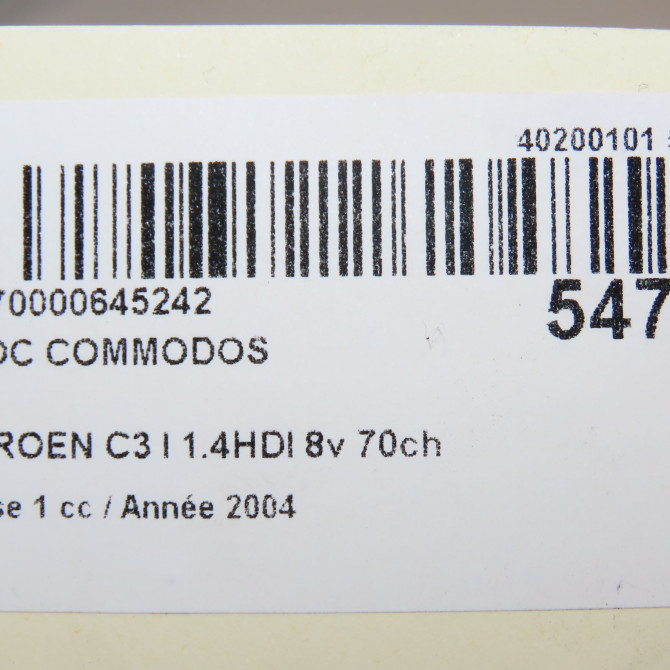 40200101
70000645242
547
OC COMMODOS
ROEN C3 I 1.4HDI 8v 70ch
se 1 cc / Année 2004